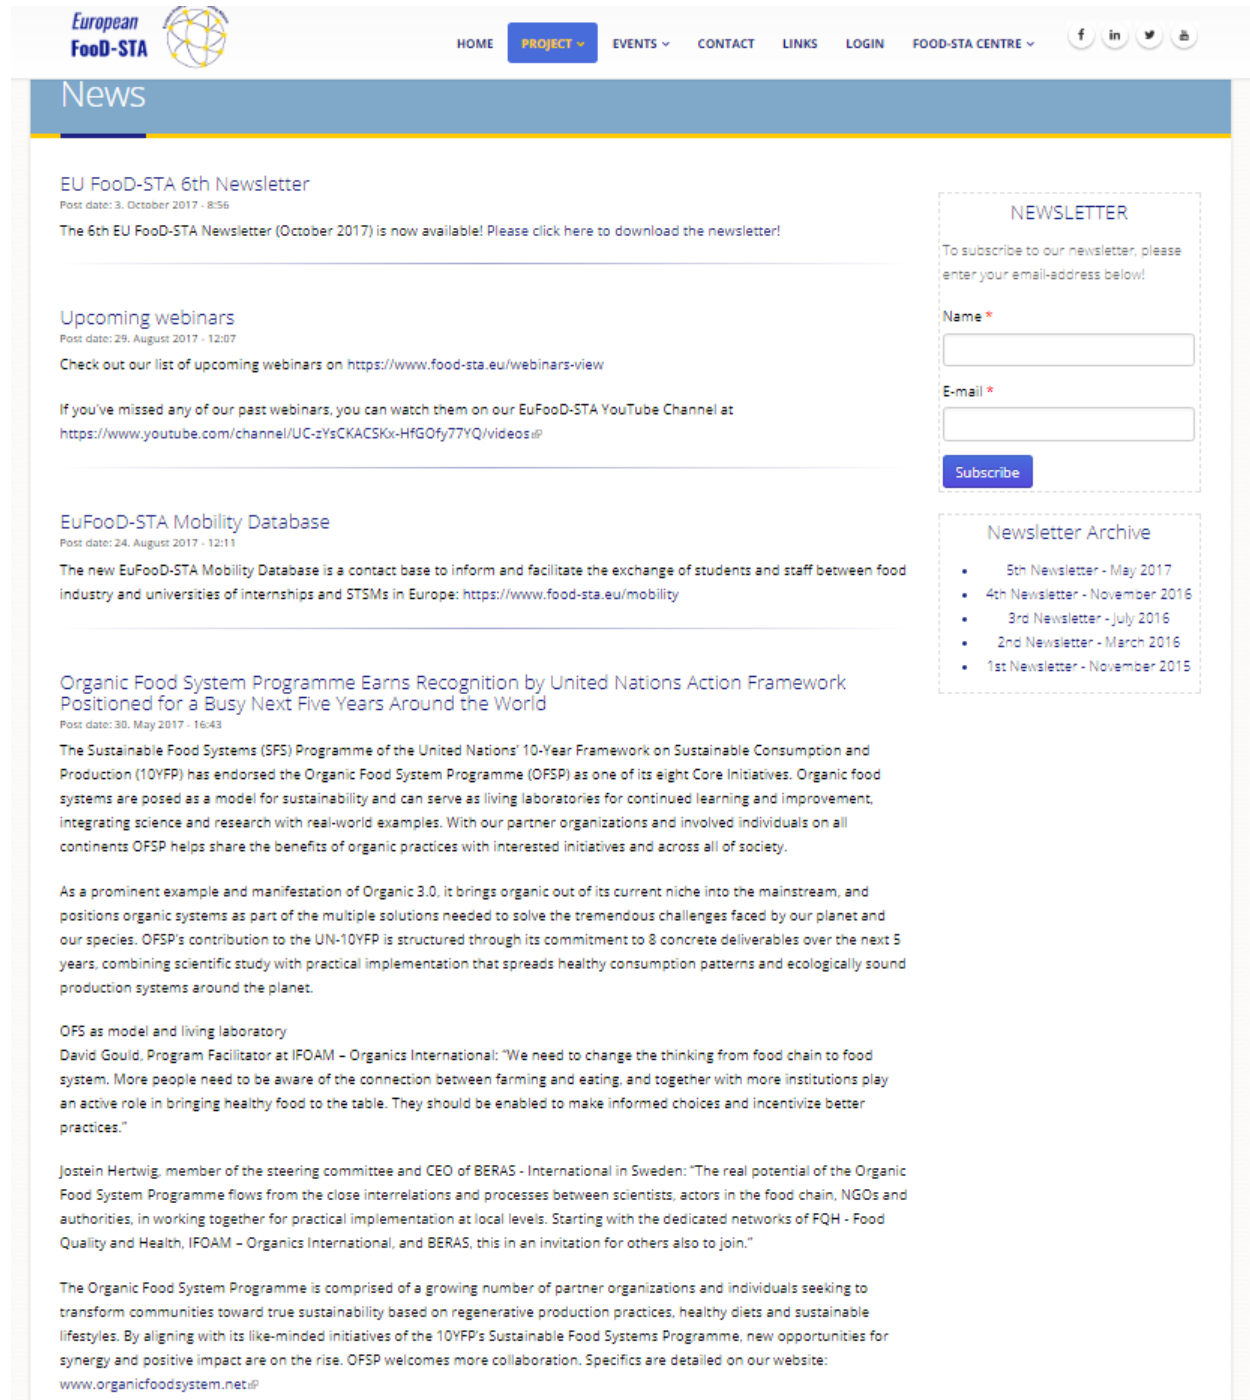 European
FooD-STA
HOME PROJECT EVENTS CONTACT LINKS LOGIN FOOD-STA CENTRE
News
EU FooD-STA 6th Newsletter
Post date: 3. October 2017 - 8:56
The 6th EU FooD-STA Newsletter (October 2017) is now available! Please click here to download the newsletter!
Upcoming webinars
Post date: 29. August 2017 - 12:07
Check out our list of upcoming webinars on https://www.food-sta.eu/webinars-view
If you've missed any of our past webinars, you can watch them on our EuFooD-STA YouTube Channel at
https://www.youtube.com/channel/UC-zYsCKACSKx-HfGOfy77YQ/videos
EuFooD-STA Mobility Database
Post date: 24. August 2017 - 12:11
The new EuFooD-STA Mobility Database is a contact base to inform and facilitate the exchange of students and staff between food
industry and universities of internships and STSMs in Europe: https://www.food-sta.eu/mobility
Organic Food System Programme Earns Recognition by United Nations Action Framework
Positioned for a Busy Next Five Years Around the World
Post date: 30. May 2017 - 16:43
The Sustainable Food Systems (SFS) Programme of the United Nations' 10-Year Framework on Sustainable Consumption and
Production (10YFP) has endorsed the Organic Food System Programme (OFSP) as one of its eight Core Initiatives. Organic food
systems are posed as a model for sustainability and can serve as living laboratories for continued learning and improvement,
integrating science and research with real-world examples. With our partner organizations and involved individuals on all
continents OFSP helps share the benefits of organic practices with interested initiatives and across all of society.
As a prominent example and manifestation of Organic 3.0, it brings organic out of its current niche into the mainstream, and
positions organic systems as part of the multiple solutions needed to solve the tremendous challenges faced by our planet and
our species. OFSP's contribution to the UN-10YFP is structured through its commitment to 8 concrete deliverables over the next 5
years, combining scientific study with practical implementation that spreads healthy consumption patterns and ecologically sound
production systems around the planet.
OFS as model and living laboratory
David Gould, Program Facilitator at IFOAM – Organics International: "We need to change the thinking from food chain to food
system. More people need to be aware of the connection between farming and eating, and together with more institutions play
an active role in bringing healthy food to the table. They should be enabled to make informed choices and incentivize better
practices."
Jostein Hertwig, member of the steering committee and CEO of BERAS - International in Sweden: "The real potential of the Organic
Food System Programme flows from the close interrelations and processes between scientists, actors in the food chain, NGOs and
authorities, in working together for practical implementation at local levels. Starting with the dedicated networks of FQH - Food
Quality and Health, IFOAM – Organics International, and BERAS, this in an invitation for others also to join."
The Organic Food System Programme is comprised of a growing number of partner organizations and individuals seeking to
transform communities toward true sustainability based on regenerative production practices, healthy diets and sustainable
lifestyles. By aligning with its like-minded initiatives of the 10YFP's Sustainable Food Systems Programme, new opportunities for
synergy and positive impact are on the rise. OFSP welcomes more collaboration. Specifics are detailed on our website:
www.organicfoodsystem.net
NEWSLETTER
To subscribe to our newsletter, please
enter your email-address below!
Name *
E-mail *
Subscribe
Newsletter Archive
5th Newsletter - May 2017
4th Newsletter - November 2016
3rd Newsletter - July 2016
2nd Newsletter - March 2016
1st Newsletter - November 2015